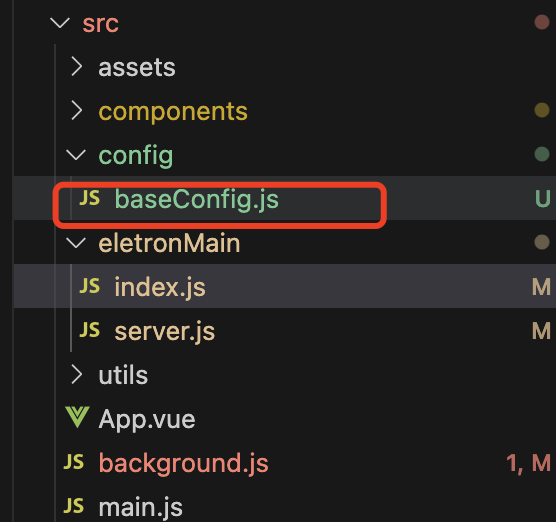 src
assets
components
config
JS baseConfig.js U
eletronMain
JS index.js M
JS server.js M
utils
App.vue
JS background.js 1, M
JS main.js